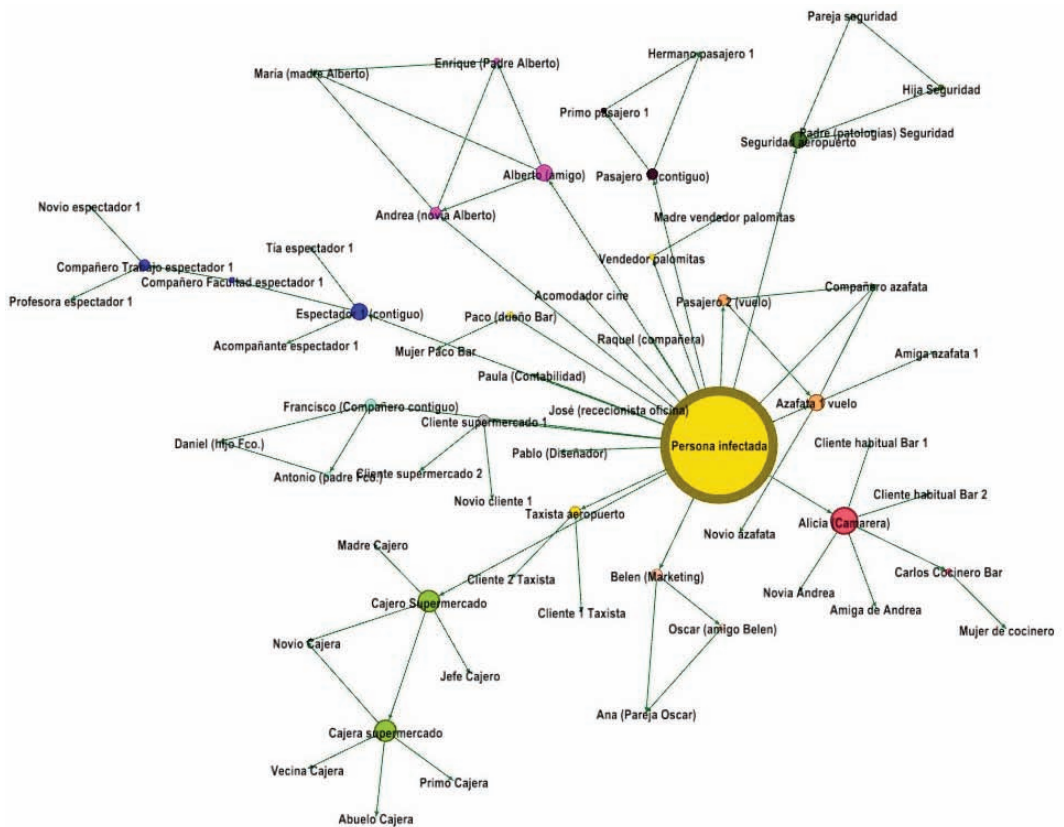 Pareja seguridad
Hermano pasajero 1
Enrique (Padre Alberto)
María (madre Alberto)
Hija Seguridad
Primo pasajero 1
Padre (patologías) Seguridad
Seguridad aeropuerto
Alberto (amigo)
Pasajero 1 (contiguo)
Novio espectador 1
Andrea (novia Alberto)
Madre vendedor palomitas
Tía espectador 1
Vendedor palomitas
Compañero Trabajo espectador 1
Compañero Facultad espectador 1
Compañero azafata
Profesora espectador 1
Acomodador cine
Pasajero 2 (vuelo)
Espectador 1 (contiguo)
Paco (dueño Bar)
Raquel (compañera)
Acompañante espectador 1
Mujer Paco Bar
Amiga azafata 1
Paula (Contabilidad)
Francisco (Compañero contiguo)
José (rececionista oficina)
Azafata 1 vuelo
Cliente supermercado 1
Daniel (hijo Fco.)
Persona infectada
Cliente habitual Bar 1
Pablo (Diseñador)
Antonio (padre Fco.)
Cliente supermercado 2
Cliente habitual Bar 2
Novio cliente 1
Taxista aeropuerto
Alicia (Camarera)
Novio azafata
Madre Cajero
Cliente 2 Taxista
Belen (Marketing)
Carlos Cocinero Bar
Novia Andrea
Cajero Supermercado
Cliente 1 Taxista
Amiga de Andrea
Oscar (amigo Belen)
Mujer de cocinero
Novio Cajera
Jefe Cajero
Ana (Pareja Oscar)
Cajera supermercado
Vecina Cajera
Primo Cajera
Abuelo Cajera